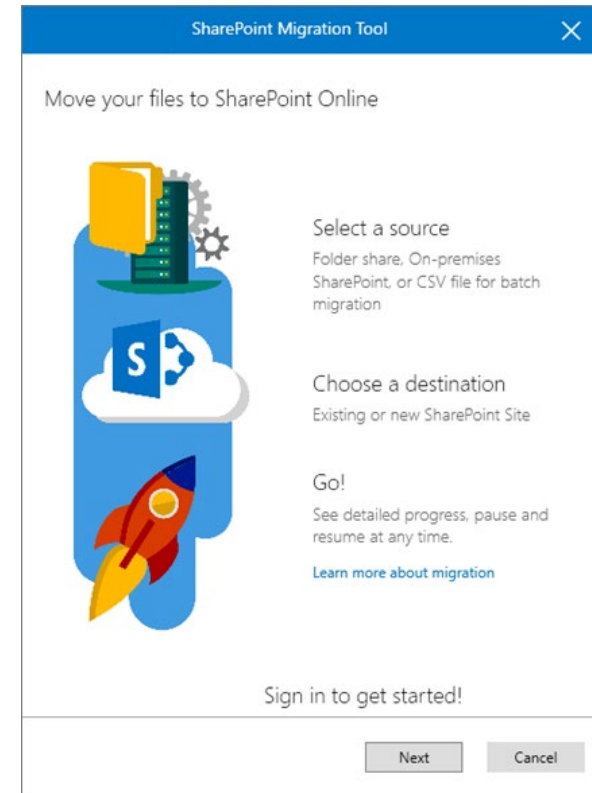 SharePoint Migration Tool
Move your files to SharePoint Online
Select a source
Folder share, On-premises
SharePoint, or CSV file for batch
migration
S
Choose a destination
Existing or new SharePoint Site
Go!
See detailed progress, pause and
resume at any time.
Learn more about migration
Sign in to get started!
Next Cancel